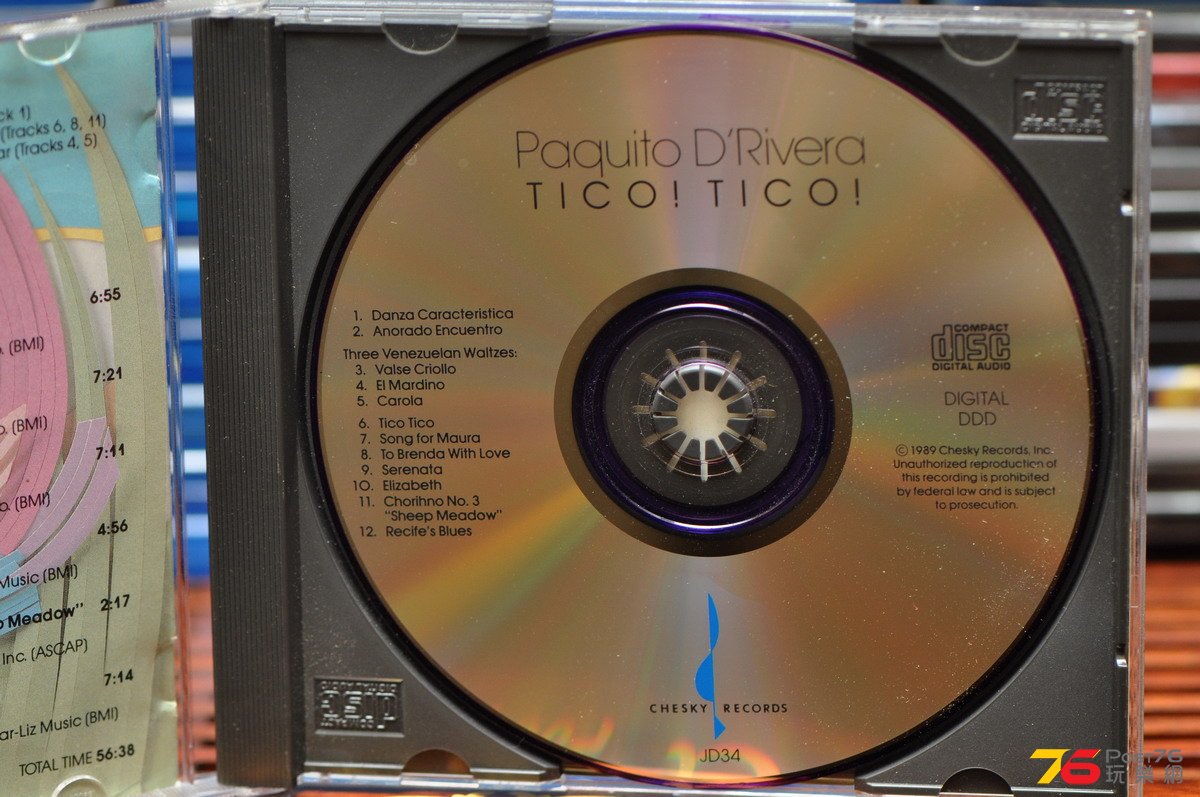 ck 1)
(Tracks 6, 8, 11)
ar (Tracks 4, 5)
6:55
(BMI)
7:21
(BMI)
7:11
(BMI)
4:56
Music (BMI)
Meadow" 2:17
Inc. (ASCAP)
7:14
ar-Liz Music (BMI)
TOTAL TIME 56:38
Paquito D'Rivera
TICO! TICO!
1. Danza Caracteristica
2. Anorado Encuentro
Three Venezuelan Waltzes:
3. Valse Criollo
4. El Mardino
5. Carola
6. Tico Tico
7. Song for Maura
8. To Brenda With Love
9. Serenata
10. Elizabeth
11. Chorihno No. 3
"Sheep Meadow"
12. Recife's Blues
COMPACT
disc
DIGITAL AUDIO
DIGITAL
DDD
© 1989 Chesky Records, Inc.
Unauthorized reproduction of
this recording is prohibited
by federal law and is subject
to prosecution.
CHESKY RECORDS
JD34
COMPACT
disc
DIGITAL AUDIO
76 Post76
玩樂網